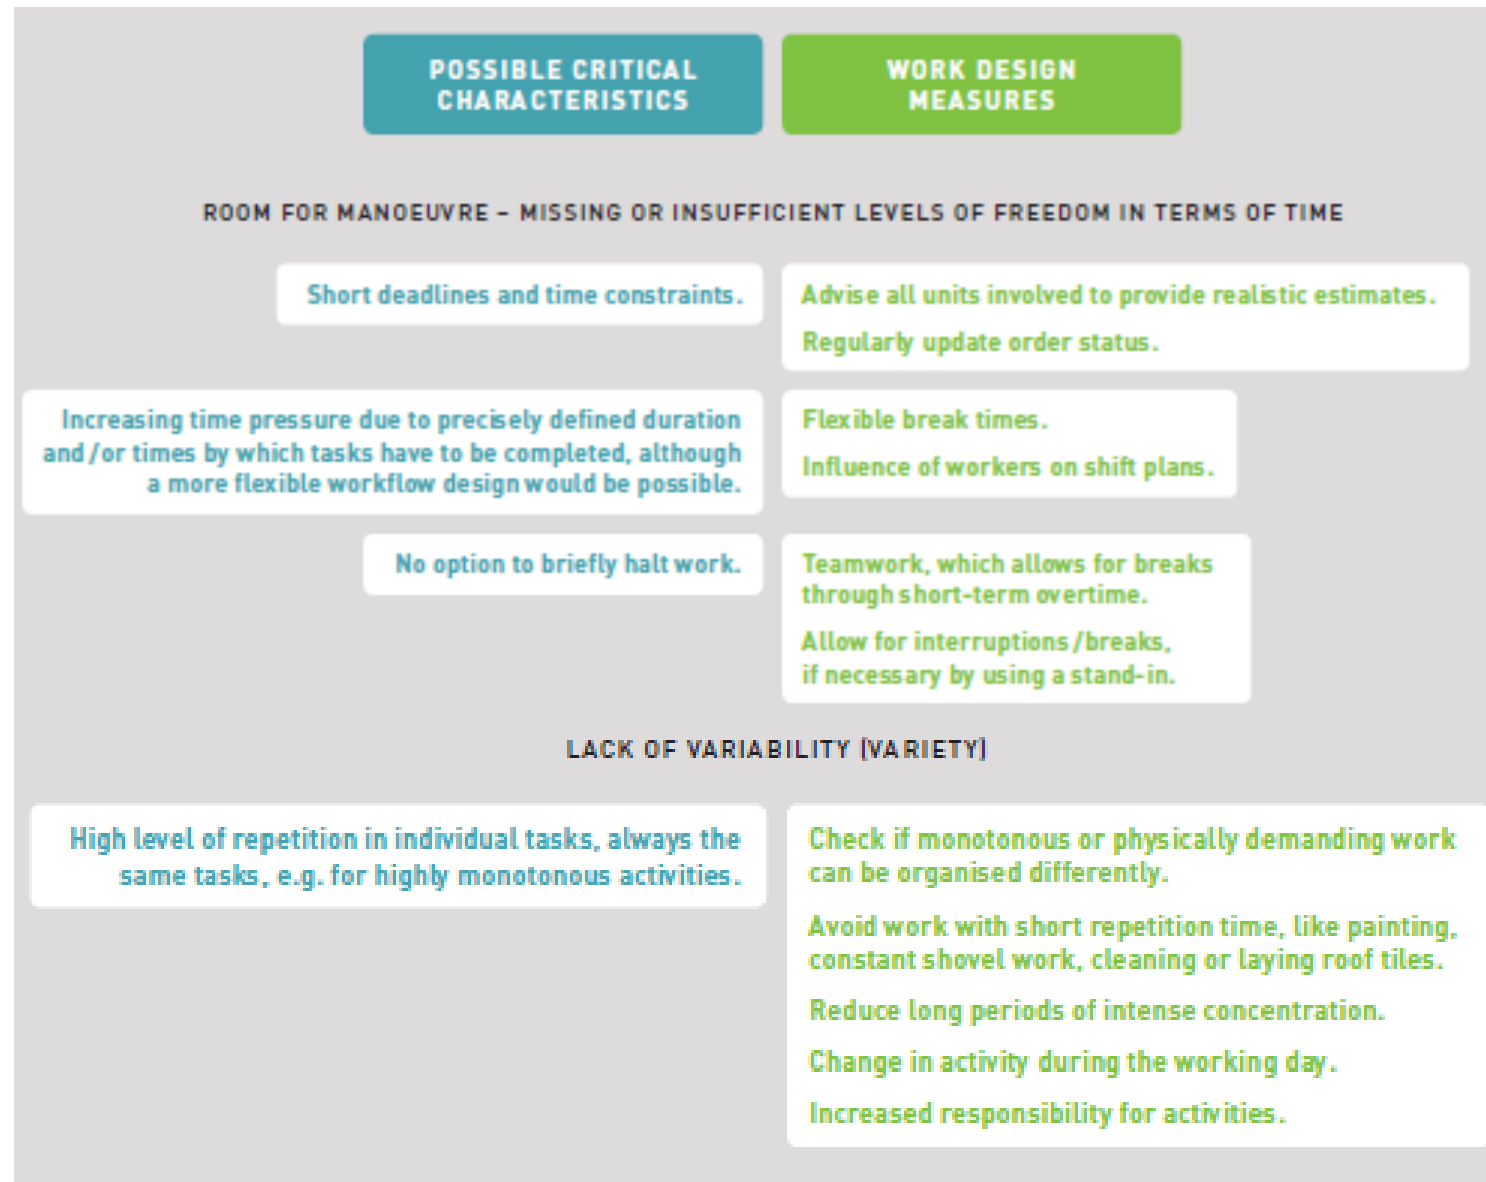 POSSIBLE CRITICAL
CHARACTERISTICS
WORK DESIGN
MEASURES
ROOM FOR MANOEUVRE – MISSING OR INSUFFICIENT LEVELS OF FREEDOM IN TERMS OF TIME
Short deadlines and time constraints.
Advise all units involved to provide realistic estimates.
Regularly update order status.
Increasing time pressure due to precisely defined duration
and/or times by which tasks have to be completed, although
a more flexible workflow design would be possible.
Flexible break times.
Influence of workers on shift plans.
No option to briefly halt work.
Teamwork, which allows for breaks
through short-term overtime.
Allow for interruptions/breaks,
if necessary by using a stand-in.
LACK OF VARIABILITY (VARIETY)
High level of repetition in individual tasks, always the
same tasks, e.g. for highly monotonous activities.
Check if monotonous or physically demanding work
can be organised differently.
Avoid work with short repetition time, like painting,
constant shovel work, cleaning or laying roof tiles.
Reduce long periods of intense concentration.
Change in activity during the working day.
Increased responsibility for activities.